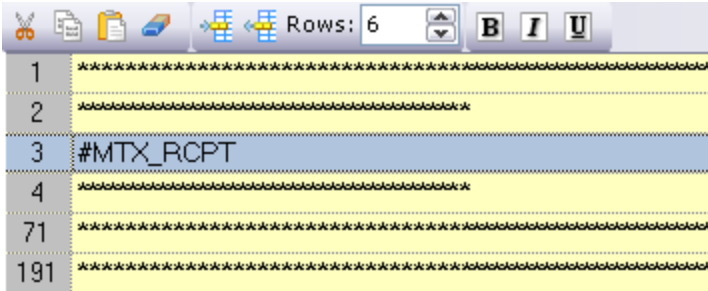 Rows: 6 B I U
1 ****************************************************************
2 ***************************************
3 #MTX_RCPT
4 ***************************************
71 ****************************************************************
191 ****************************************************************